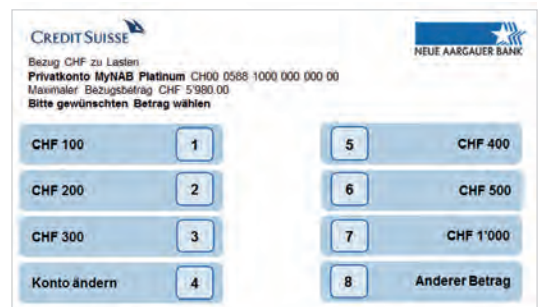 CREDIT SUISSE
NEUE AARGAUER BANK
Bezug CHF zu Lasten
Privatkonto MyNAB Platinum CH00 0588 1000 000 000 00
Maximaler Bezugsbetrag CHF 5'980.00
Bitte gewünschten Betrag wählen
CHF 100 1
5 CHF 400
CHF 200 2
6 CHF 500
CHF 300 3
7 CHF 1'000
Konto ändern 4
8 Anderer Betrag